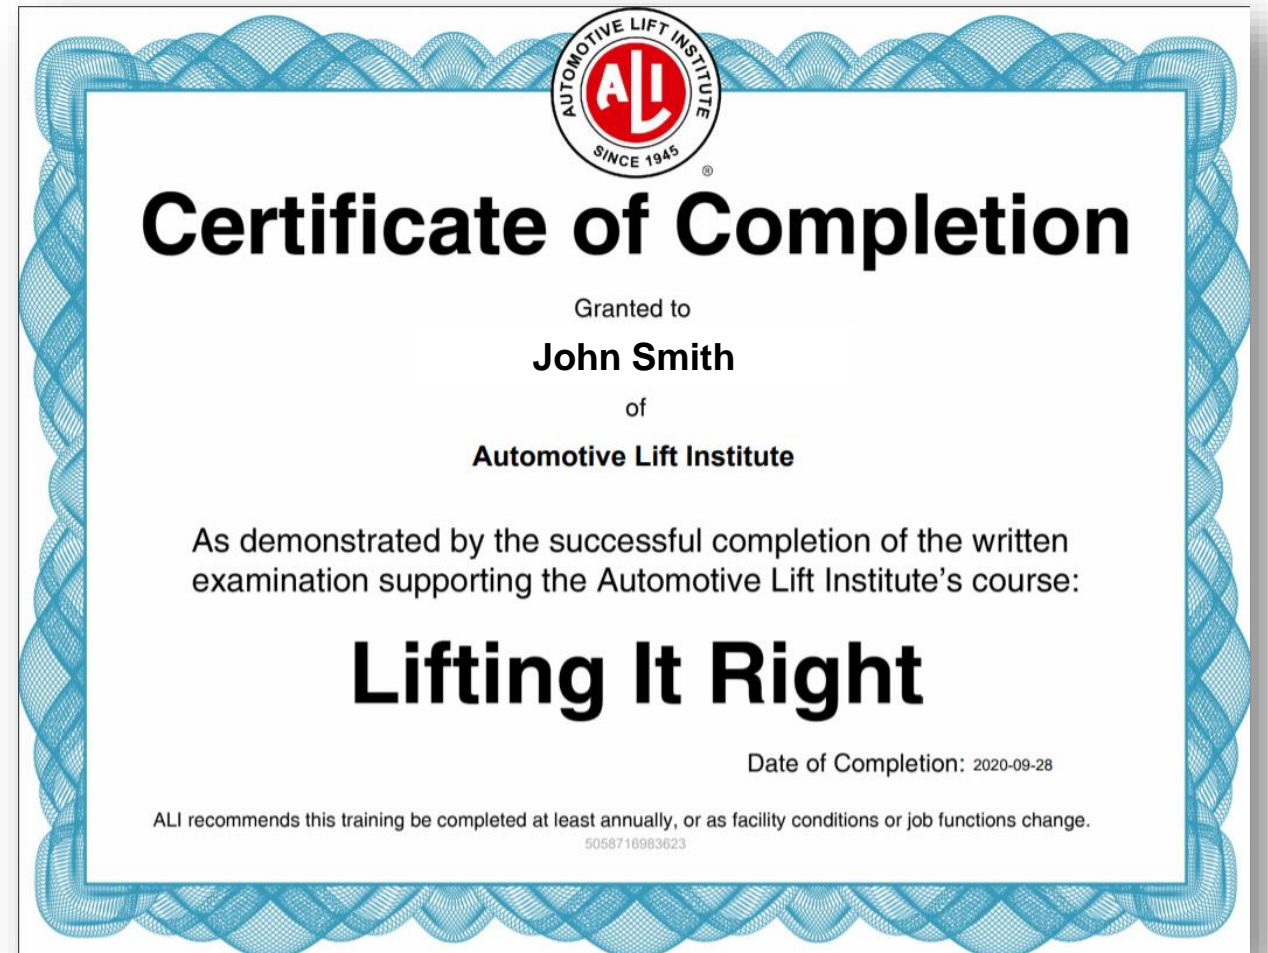 AUTOMOTIVE LIFT INSTITUTE
ALI
SINCE 1945
®
Certificate of Completion
Granted to
John Smith
of
Automotive Lift Institute
As demonstrated by the successful completion of the written
examination supporting the Automotive Lift Institute’s course:
Lifting It Right
Date of Completion: 2020-09-28
ALI recommends this training be completed at least annually, or as facility conditions or job functions change.
5058716983623